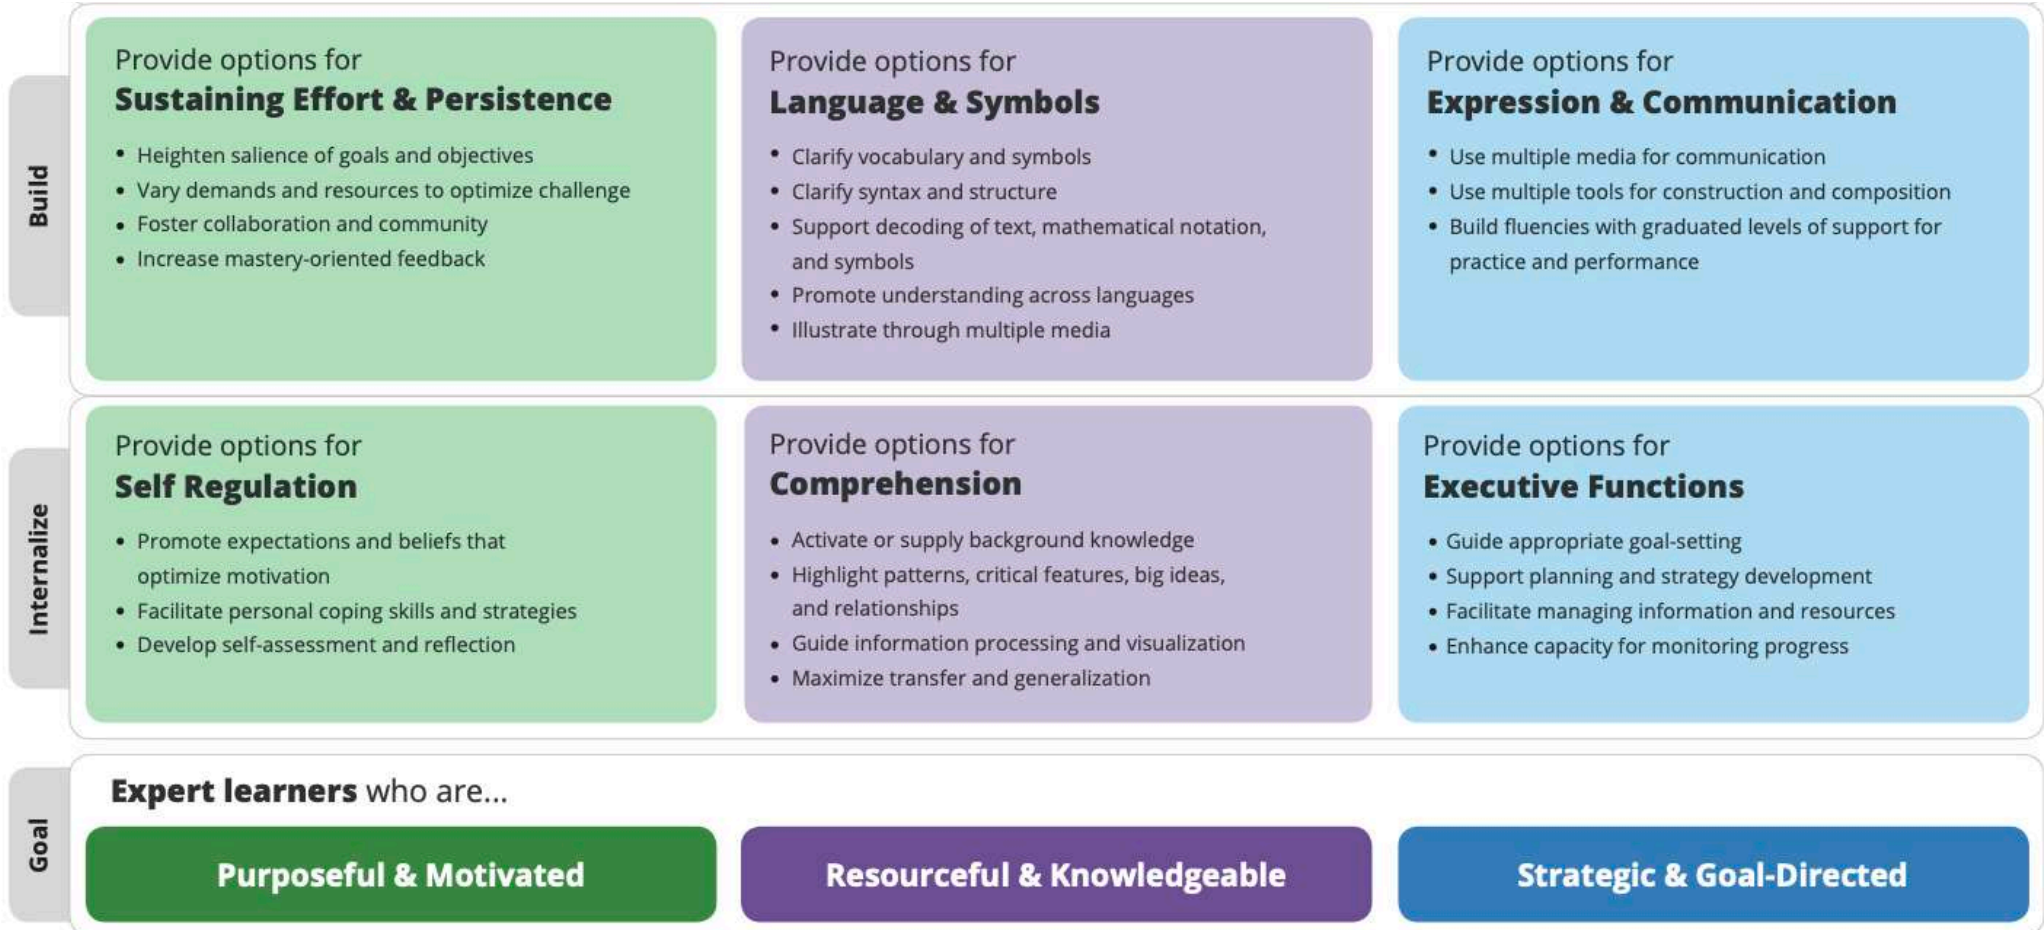 Build
Provide options for
Sustaining Effort & Persistence
• Heighten salience of goals and objectives
• Vary demands and resources to optimize challenge
• Foster collaboration and community
• Increase mastery-oriented feedback
Provide options for
Language & Symbols
• Clarify vocabulary and symbols
• Clarify syntax and structure
• Support decoding of text, mathematical notation,
and symbols
• Promote understanding across languages
• Illustrate through multiple media
Provide options for
Expression & Communication
• Use multiple media for communication
• Use multiple tools for construction and composition
• Build fluencies with graduated levels of support for
practice and performance
Internalize
Provide options for
Self Regulation
• Promote expectations and beliefs that
optimize motivation
• Facilitate personal coping skills and strategies
• Develop self-assessment and reflection
Provide options for
Comprehension
• Activate or supply background knowledge
• Highlight patterns, critical features, big ideas,
and relationships
• Guide information processing and visualization
• Maximize transfer and generalization
Provide options for
Executive Functions
• Guide appropriate goal-setting
• Support planning and strategy development
• Facilitate managing information and resources
• Enhance capacity for monitoring progress
Goal
Expert learners who are...
Purposeful & Motivated
Resourceful & Knowledgeable
Strategic & Goal-Directed